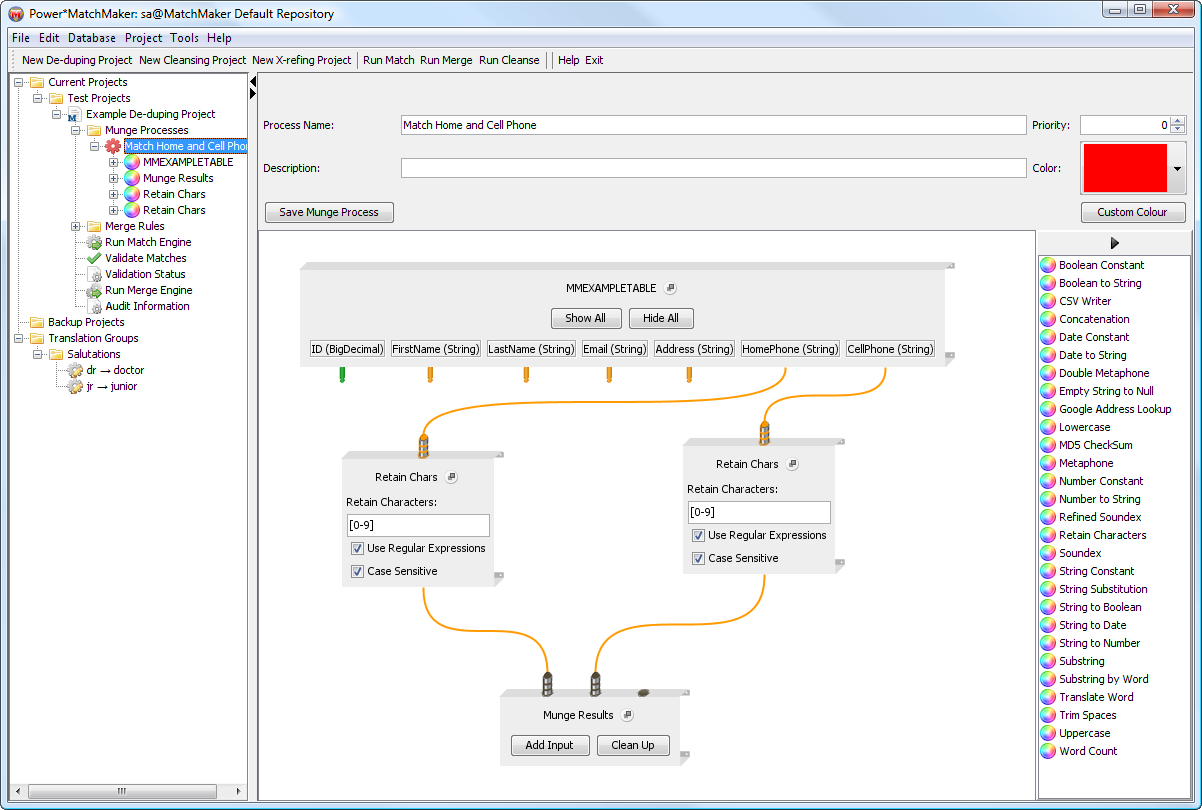 Power*MatchMaker: sa@MatchMaker Default Repository
File Edit Database Project Tools Help
New De-duping Project New Cleansing Project New X-refing Project Run Match Run Merge Run Cleanse Help Exit
Current Projects
Test Projects
Example De-duping Project
Munge Processes
Match Home and Cell Phon
MMEXAMPLETABLE
Munge Results
Retain Chars
Retain Chars
Merge Rules
Run Match Engine
Validate Matches
Validation Status
Run Merge Engine
Audit Information
Backup Projects
Translation Groups
Salutations
dr → doctor
jr → junior
Process Name: Match Home and Cell Phone Priority: 0
Description: Color:
Save Munge Process Custom Colour
MMEXAMPLETABLE
Show All Hide All
ID (BigDecimal) FirstName (String) LastName (String) Email (String) Address (String) HomePhone (String) CellPhone (String)
Retain Chars
Retain Characters:
[0-9]
Use Regular Expressions
Case Sensitive
Retain Chars
Retain Characters:
[0-9]
Use Regular Expressions
Case Sensitive
Munge Results
Add Input Clean Up
Boolean Constant
Boolean to String
CSV Writer
Concatenation
Date Constant
Date to String
Double Metaphone
Empty String to Null
Google Address Lookup
Lowercase
MD5 CheckSum
Metaphone
Number Constant
Number to String
Refined Soundex
Retain Characters
Soundex
String Constant
String Substitution
String to Boolean
String to Date
String to Number
Substring
Substring by Word
Translate Word
Trim Spaces
Uppercase
Word Count